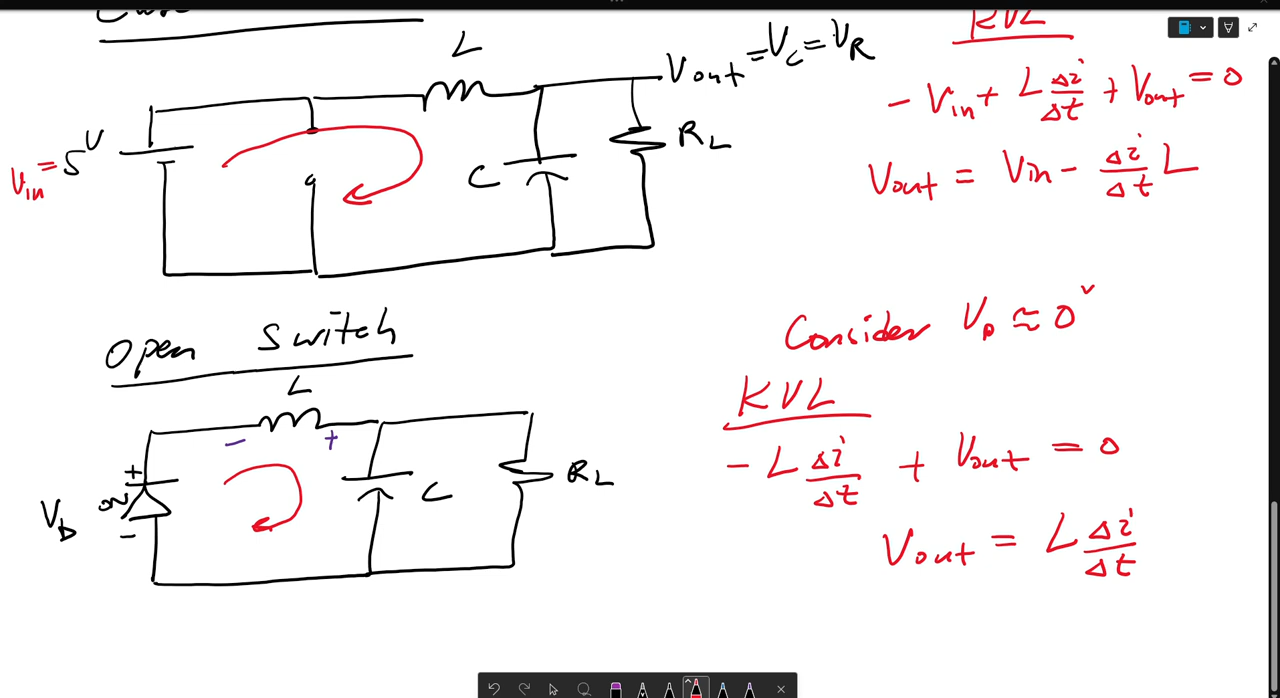 KVL
L
Vout = Vc = VR
- Vin + L Δi/Δt + Vout = 0
Vin = 5V
C
RL
Vout = Vin - Δi/Δt L
Open Switch
Consider VD ≈ 0v
L
KVL
- +
+
ON
VD
-
C
RL
- L Δi/Δt + Vout = 0
Vout = L Δi/Δt